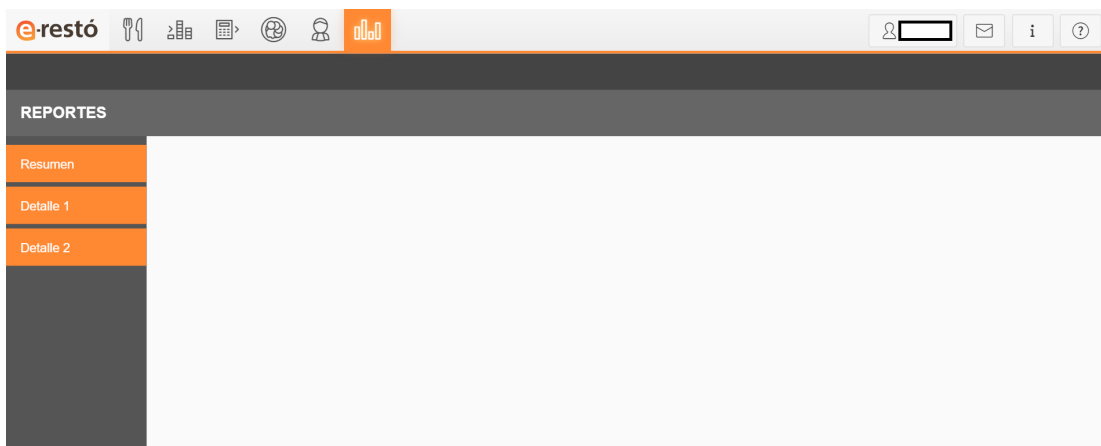 e-restó
i
?
REPORTES
Resumen
Detalle 1
Detalle 2